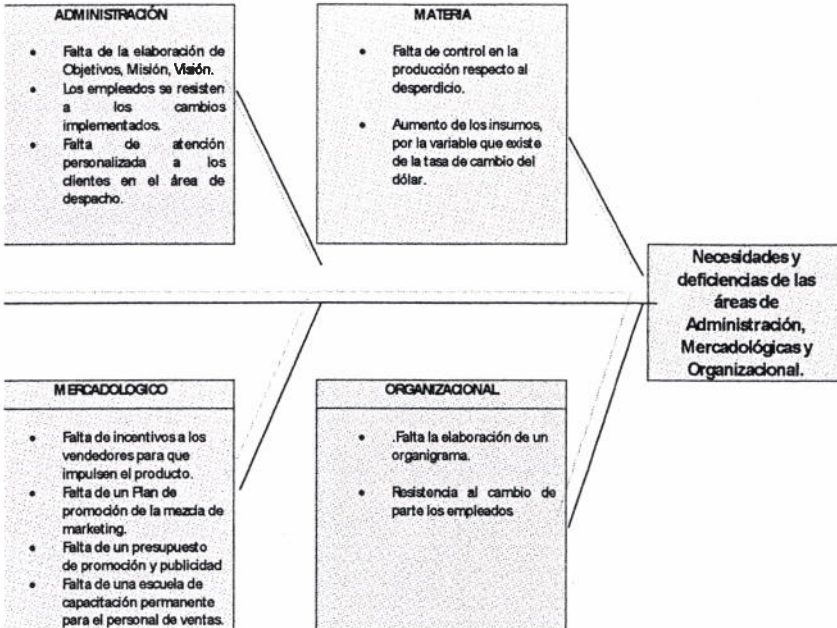 ADMINISTRACIÓN
• Falta de la elaboración de
Objetivos, Misión, Visión.
• Los empleados se resisten
a los cambios
implementados.
• Falta de atención
personalizada a los
clientes en el área de
despacho.
MATERIA
• Falta de control en la
producción respecto al
desperdicio.
• Aumento de los insumos,
por la variable que existe
de la tasa de cambio del
dólar.
Necesidades y
deficiencias de las
áreas de
Administración,
Mercadológicas y
Organizacional.
MERCADOLOGICO
• Falta de incentivos a los
vendedores para que
impulsen el producto.
• Falta de un Plan de
promoción de la mezcla de
marketing.
• Falta de un presupuesto
de promoción y publicidad
• Falta de una escuela de
capacitación permanente
para el personal de ventas.
ORGANIZACIONAL
• .Falta la elaboración de un
organigrama.
• Resistencia al cambio de
parte los empleados